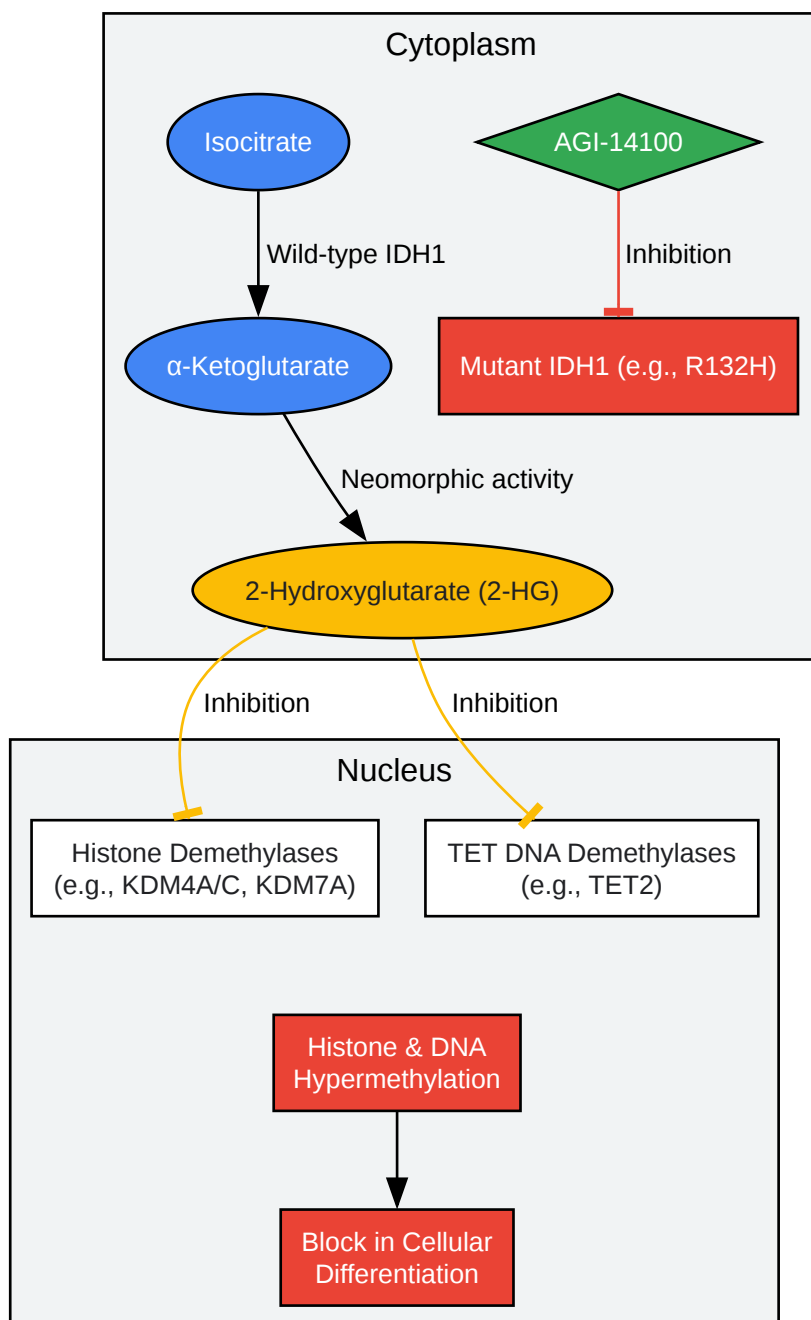 Cytoplasm
Isocitrate
AGI-14100
Wild-type IDH1
Inhibition
α-Ketoglutarate
Mutant IDH1 (e.g., R132H)
Neomorphic activity
2-Hydroxyglutarate (2-HG)
Inhibition
Inhibition
Nucleus
Histone Demethylases
(e.g., KDM4A/C, KDM7A)
TET DNA Demethylases
(e.g., TET2)
Histone & DNA
Hypermethylation
Block in Cellular
Differentiation